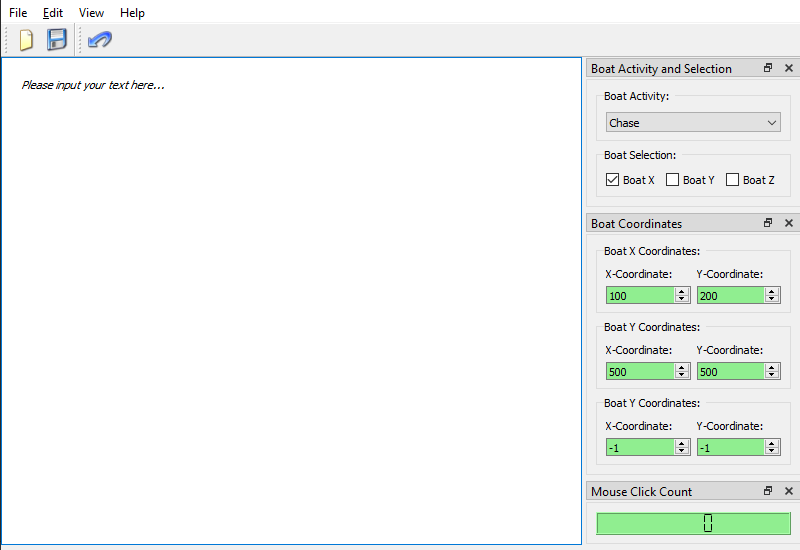 File Edit View Help
Please input your text here...
Boat Activity and Selection
Boat Activity:
Chase
Boat Selection:
Boat X Boat Y Boat Z
Boat Coordinates
Boat X Coordinates:
X-Coordinate: Y-Coordinate:
100 200
Boat Y Coordinates:
X-Coordinate: Y-Coordinate:
500 500
Boat Y Coordinates:
X-Coordinate: Y-Coordinate:
-1 -1
Mouse Click Count
0